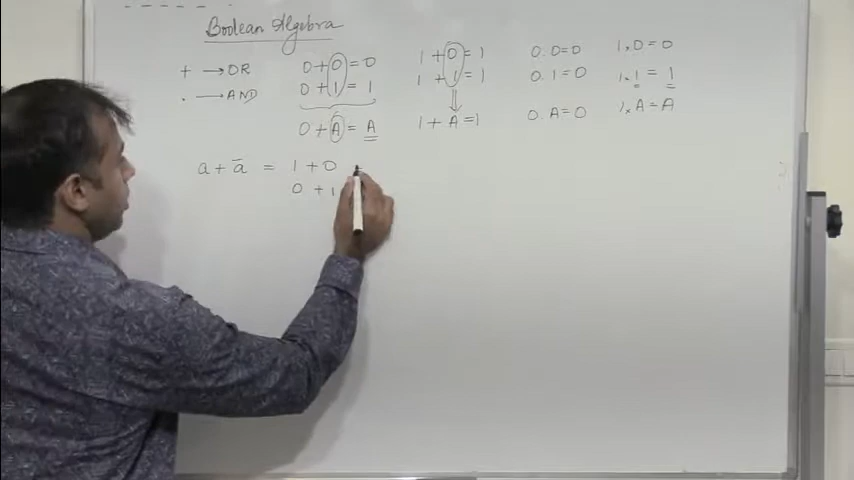 Boolean Algebra
+ → OR
. → AND
0+0=0
0+1=1
0+A=A
1+0=1
1+1=1
1+A=1
0.0=0
0.1=0
0.A=0
1.0=0
1.1=1
1.A=A
a+a̅ = 1+0 =
0+1